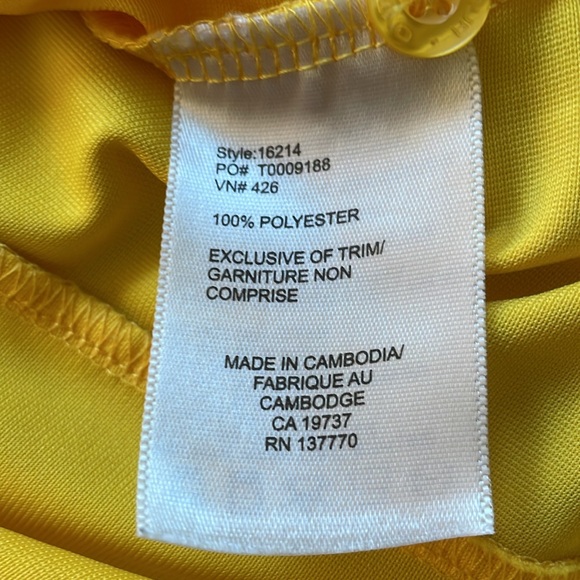 Style:16214
PO# T0009188
VN# 426
100% POLYESTER
EXCLUSIVE OF TRIM/
GARNITURE NON
COMPRISE
MADE IN CAMBODIA/
FABRIQUE AU
CAMBODGE
CA 19737
RN 137770